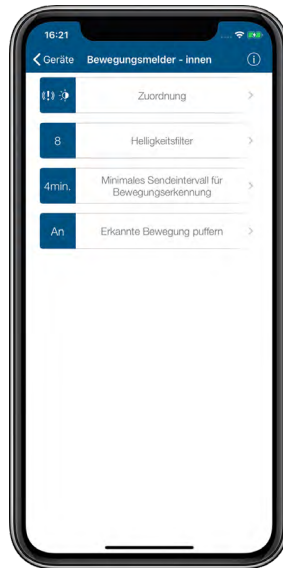 16:21
Geräte Bewegungsmelder - innen
Zuordnung
8 Helligkeitsfilter
4min. Minimales Sendeintervall für
Bewegungserkennung
An Erkannte Bewegung puffern